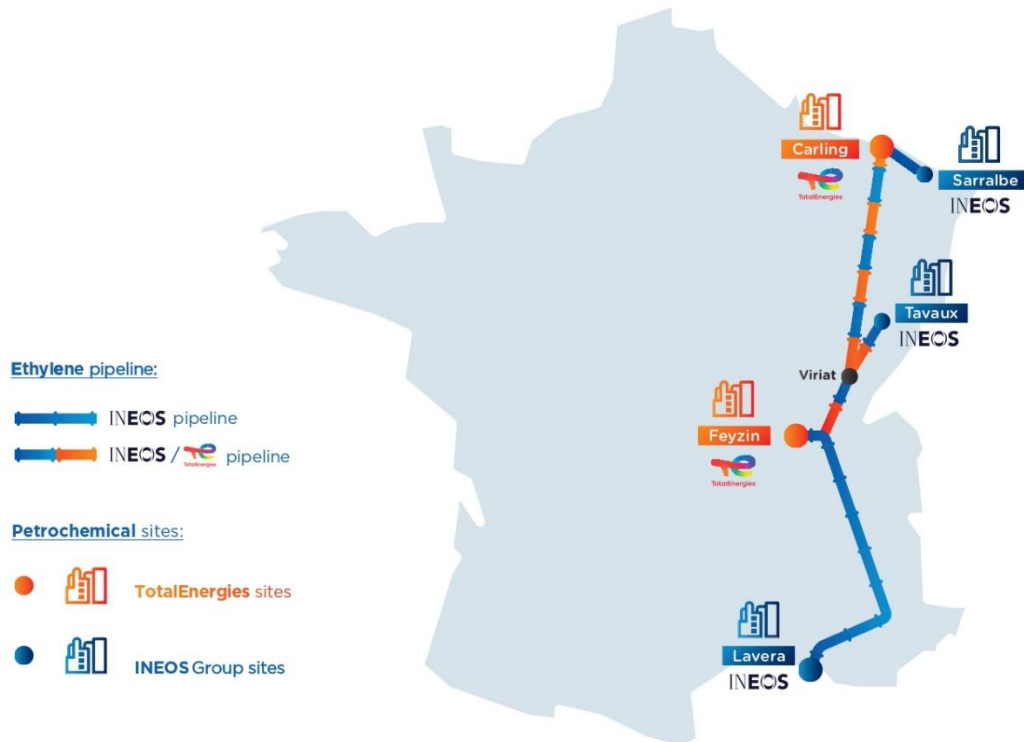 Carling
TotalEnergies
Sarralbe
INEOS
Tavaux
INEOS
Viriat
Ethylene pipeline:
INEOS pipeline
INEOS / TotalEnergies pipeline
Feyzin
TotalEnergies
Petrochemical sites:
TotalEnergies sites
INEOS Group sites
Lavera
INEOS